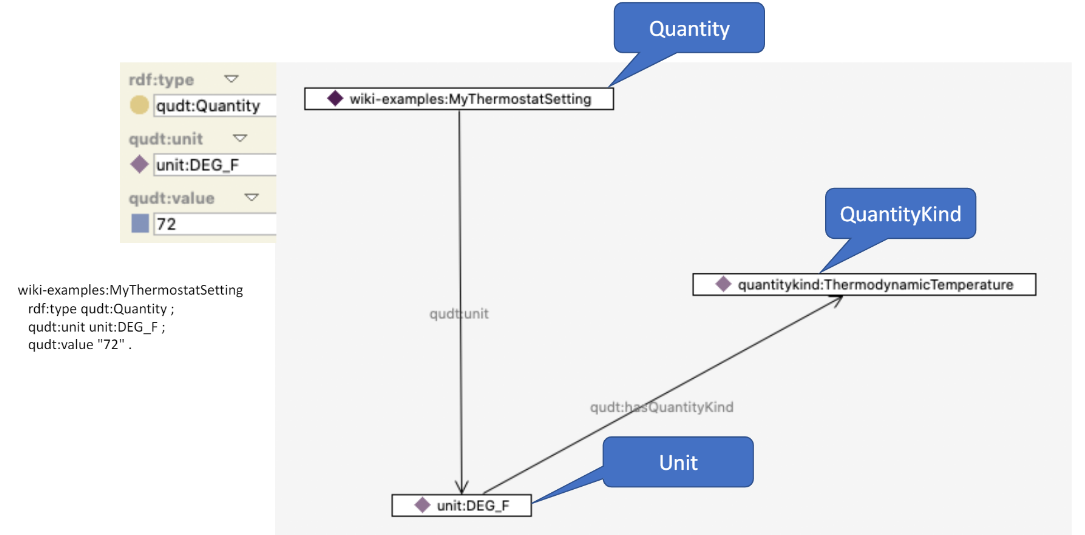 Quantity
rdf:type
qudt:Quantity
wiki-examples:MyThermostatSetting
qudt:unit
unit:DEG_F
qudt:value
72
QuantityKind
quantitykind:ThermodynamicTemperature
wiki-examples:MyThermostatSetting
rdf:type qudt:Quantity ;
qudt:unit unit:DEG_F ;
qudt:value "72" .
qudt:unit
qudt:hasQuantityKind
Unit
unit:DEG_F